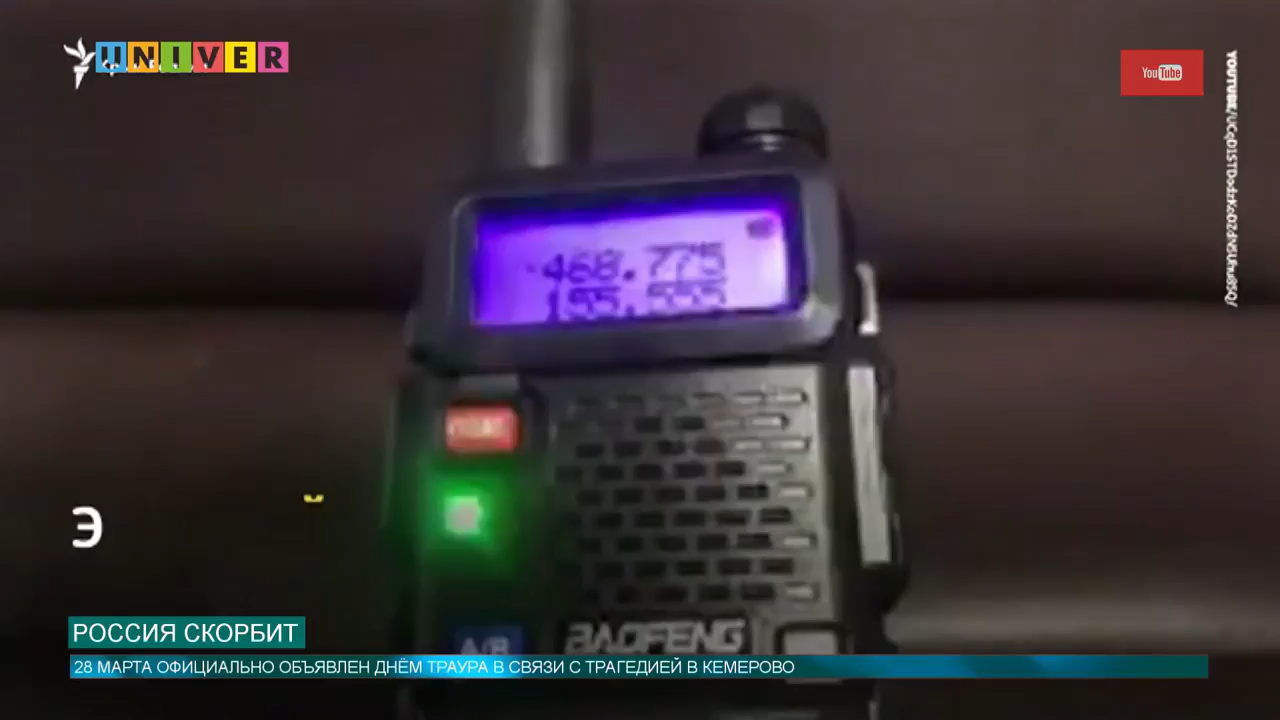 UNIVER
YouTube
468.775
155.555
Э
A/B
BAOFENG
РОССИЯ СКОРБИТ
28 МАРТА ОФИЦИАЛЬНО ОБЪЯВЛЕН ДНЁМ ТРАУРА В СВЯЗИ С ТРАГЕДИЕЙ В КЕМЕРОВО